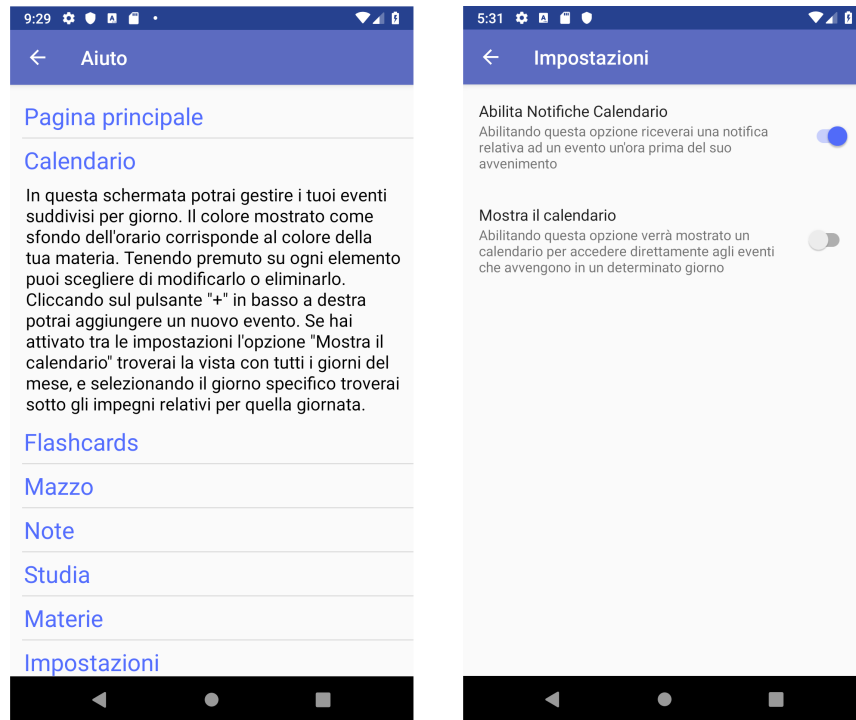 9:29
Aiuto
Pagina principale
Calendario
In questa schermata potrai gestire i tuoi eventi
suddivisi per giorno. Il colore mostrato come
sfondo dell'orario corrisponde al colore della
tua materia. Tenendo premuto su ogni elemento
puoi scegliere di modificarlo o eliminarlo.
Cliccando sul pulsante "+" in basso a destra
potrai aggiungere un nuovo evento. Se hai
attivato tra le impostazioni l'opzione "Mostra il
calendario" troverai la vista con tutti i giorni del
mese, e selezionando il giorno specifico troverai
sotto gli impegni relativi per quella giornata.
Flashcards
Mazzo
Note
Studia
Materie
Impostazioni
5:31
Impostazioni
Abilita Notifiche Calendario
Abilitando questa opzione riceverai una notifica
relativa ad un evento un'ora prima del suo
avvenimento
Mostra il calendario
Abilitando questa opzione verrà mostrato un
calendario per accedere direttamente agli eventi
che avvengono in un determinato giorno